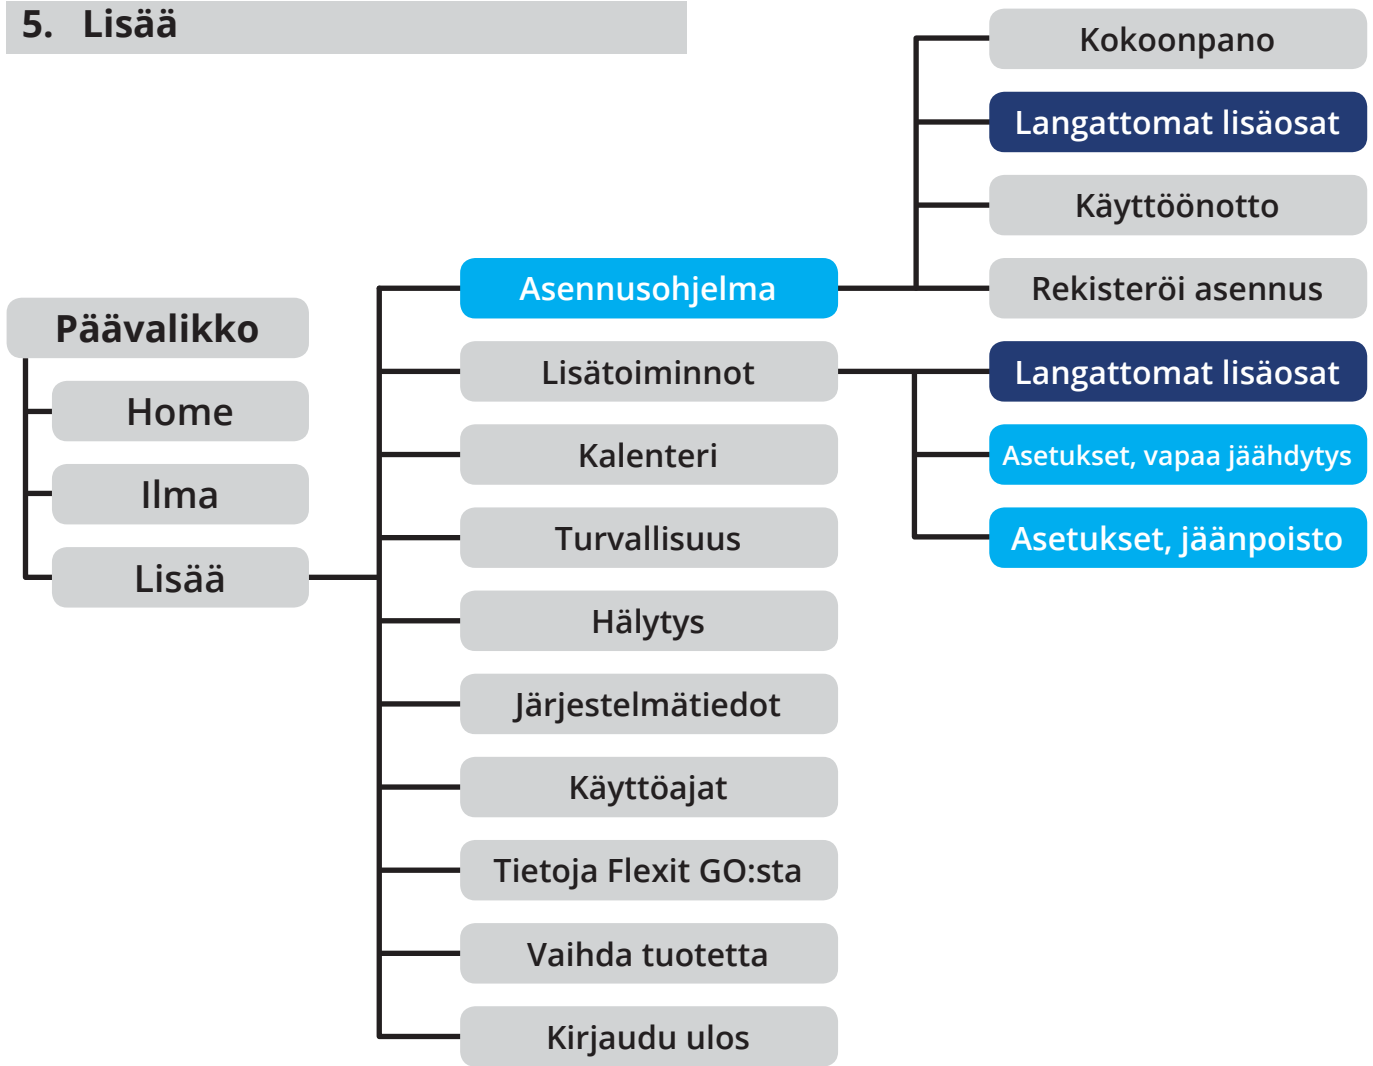 5. Lisää
Päävalikko
Home
Ilma
Lisää
Asennusohjelma
Lisätoiminnot
Kalenteri
Turvallisuus
Hälytys
Järjestelmätiedot
Käyttöajat
Tietoja Flexit GO:sta
Vaihda tuotetta
Kirjaudu ulos
Kokoonpano
Langattomat lisäosat
Käyttöönotto
Rekisteröi asennus
Langattomat lisäosat
Asetukset, vapaa jäähdytys
Asetukset, jäänpoisto